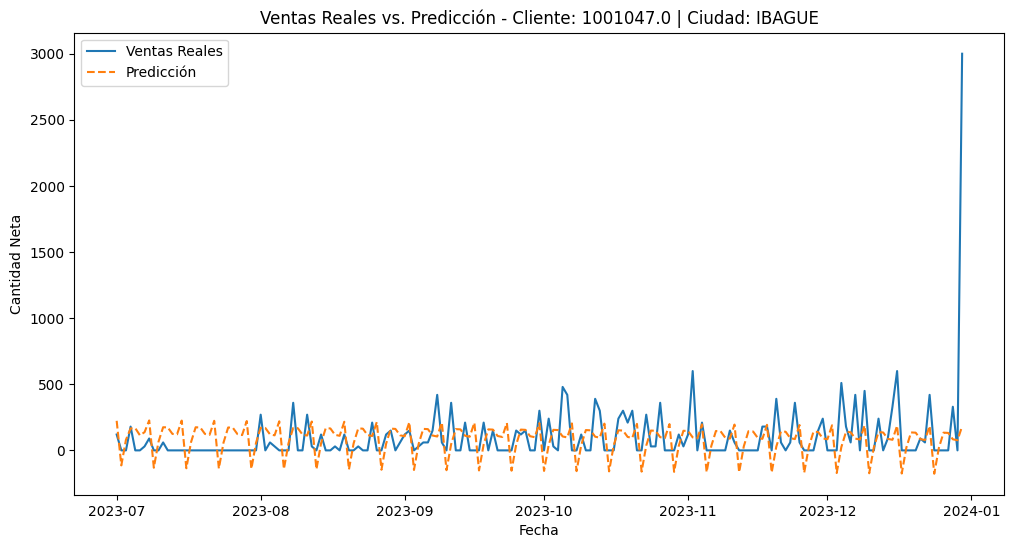 Ventas Reales vs. Predicción - Cliente: 1001047.0 | Ciudad: IBAGUE
Ventas Reales
Predicción
Cantidad Neta
3000
2500
2000
1500
1000
500
0
2023-07 2023-08 2023-09 2023-10 2023-11 2023-12 2024-01
Fecha